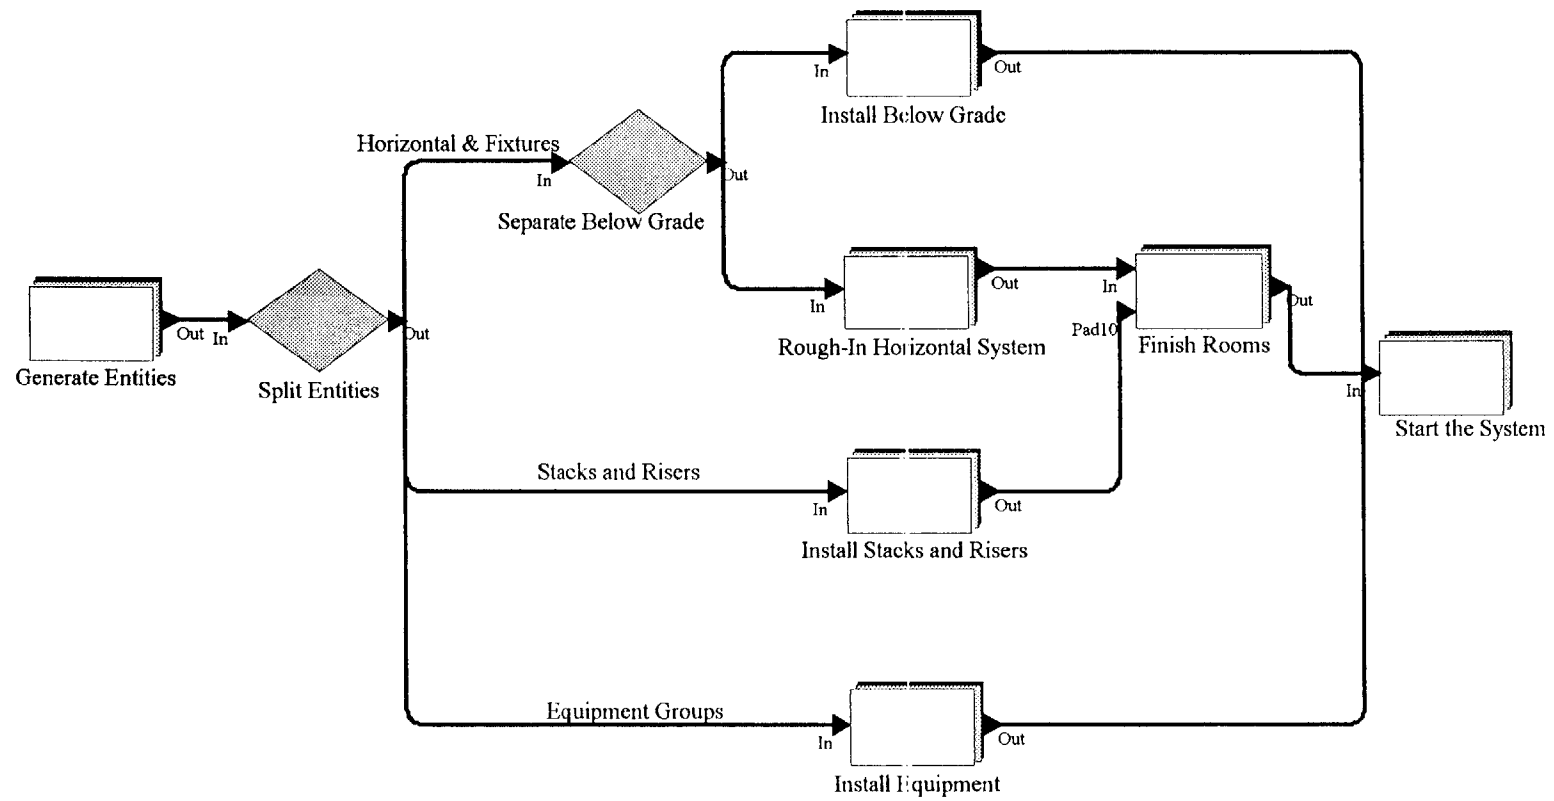 In
Out
Install Below Grade
Horizontal & Fixtures
In
Out
Separate Below Grade
Out
In
Generate Entities
Out
Split Entities
In
Out
Rough-In Horizontal System
In
Pad10
Out
Finish Rooms
In
Start the System
Stacks and Risers
In
Out
Install Stacks and Risers
Equipment Groups
In
Out
Install Equipment